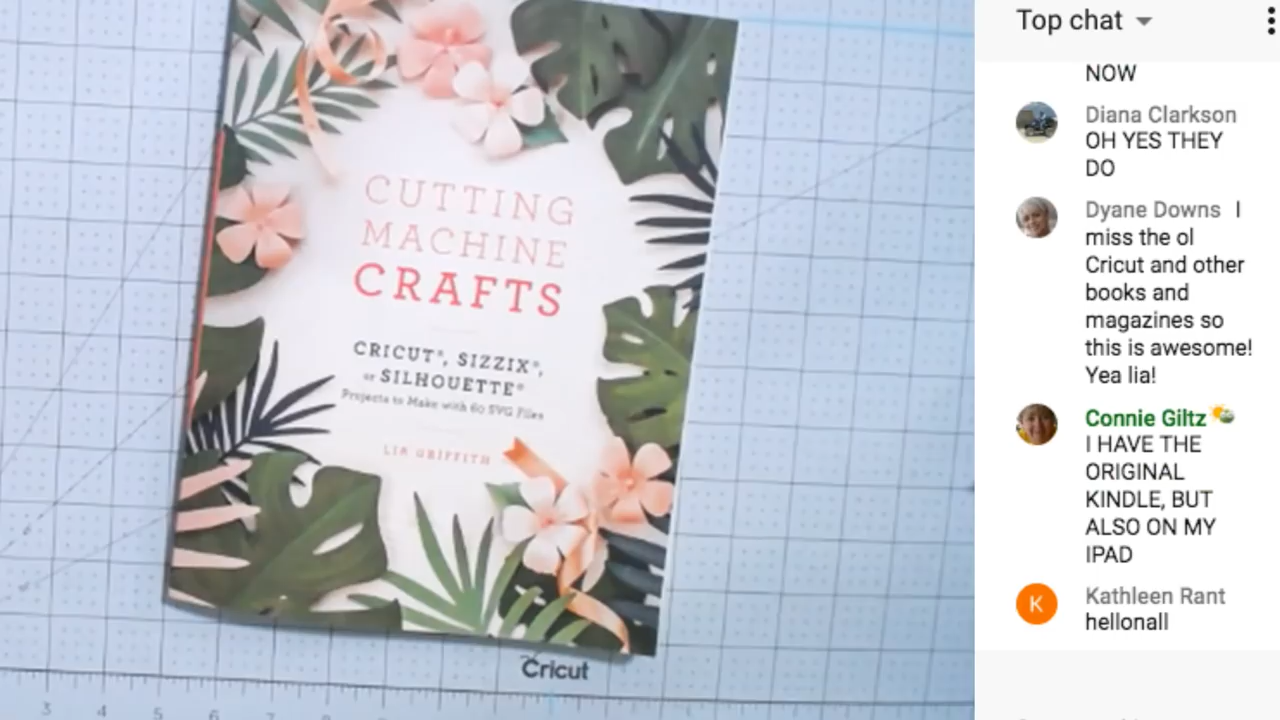 CUTTING
MACHINE
CRAFTS
CRICUT®, SIZZIX®,
or SILHOUETTE®
Projects to Make with 60 SVG Files
LIA GRIFFITH
Cricut
3 4 5 6 7 8
Top chat
NOW
Diana Clarkson
OH YES THEY
DO
Dyane Downs I
miss the ol
Cricut and other
books and
magazines so
this is awesome!
Yea lia!
Connie Giltz
I HAVE THE
ORIGINAL
KINDLE, BUT
ALSO ON MY
IPAD
K
Kathleen Rant
hellonall